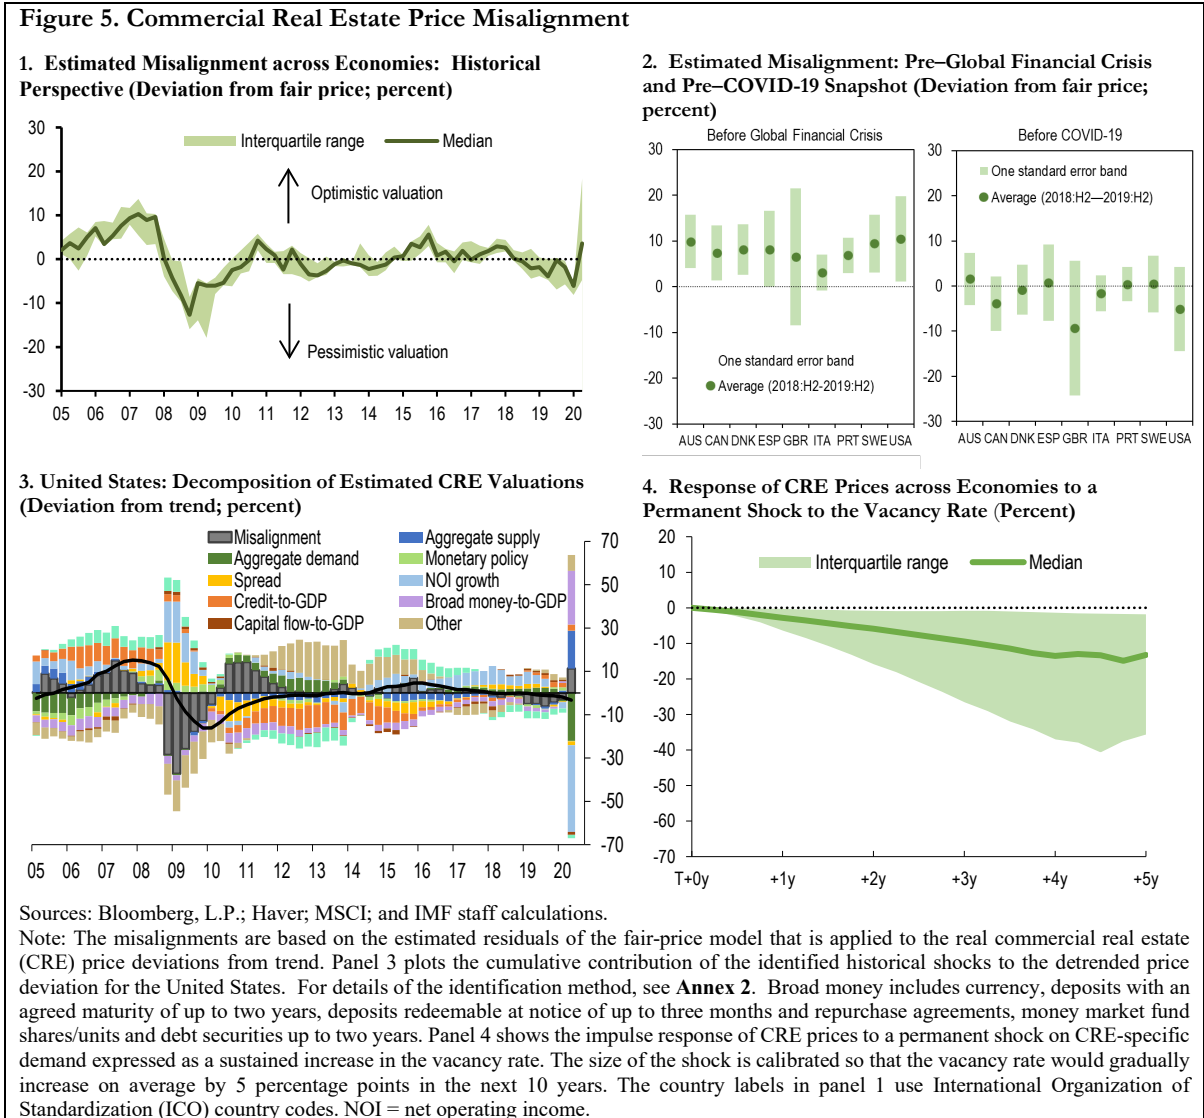 Figure 5. Commercial Real Estate Price Misalignment
1. Estimated Misalignment across Economies: Historical
Perspective (Deviation from fair price; percent)
30
20
10
0
-10
-20
-30
Interquartile range
Median
Optimistic valuation
Pessimistic valuation
05 06 07 08 09 10 11 12 13 14 15 16 17 18 19 20
2. Estimated Misalignment: Pre–Global Financial Crisis
and Pre–COVID-19 Snapshot (Deviation from fair price;
percent)
Before Global Financial Crisis
30
20
10
0
-10
-20
-30
One standard error band
Average (2018:H2-2019:H2)
AUS CAN DNK ESP GBR ITA PRT SWE USA
Before COVID-19
30
20
10
0
-10
-20
-30
One standard error band
Average (2018:H2—2019:H2)
AUS CAN DNK ESP GBR ITA PRT SWE USA
3. United States: Decomposition of Estimated CRE Valuations
(Deviation from trend; percent)
Misalignment
Aggregate supply
Aggregate demand
Monetary policy
Spread
NOI growth
Credit-to-GDP
Broad money-to-GDP
Capital flow-to-GDP
Other
70
50
30
10
-10
-30
-50
-70
05 06 07 08 09 10 11 12 13 14 15 16 17 18 19 20
4. Response of CRE Prices across Economies to a
Permanent Shock to the Vacancy Rate (Percent)
20
10
0
-10
-20
-30
-40
-50
-60
-70
Interquartile range
Median
T+0y +1y +2y +3y +4y +5y
Sources: Bloomberg, L.P.; Haver; MSCI; and IMF staff calculations.
Note: The misalignments are based on the estimated residuals of the fair-price model that is applied to the real commercial real estate
(CRE) price deviations from trend. Panel 3 plots the cumulative contribution of the identified historical shocks to the detrended price
deviation for the United States. For details of the identification method, see Annex 2. Broad money includes currency, deposits with an
agreed maturity of up to two years, deposits redeemable at notice of up to three months and repurchase agreements, money market fund
shares/units and debt securities up to two years. Panel 4 shows the impulse response of CRE prices to a permanent shock on CRE-specific
demand expressed as a sustained increase in the vacancy rate. The size of the shock is calibrated so that the vacancy rate would gradually
increase on average by 5 percentage points in the next 10 years. The country labels in panel 1 use International Organization of
Standardization (ICO) country codes. NOI = net operating income.